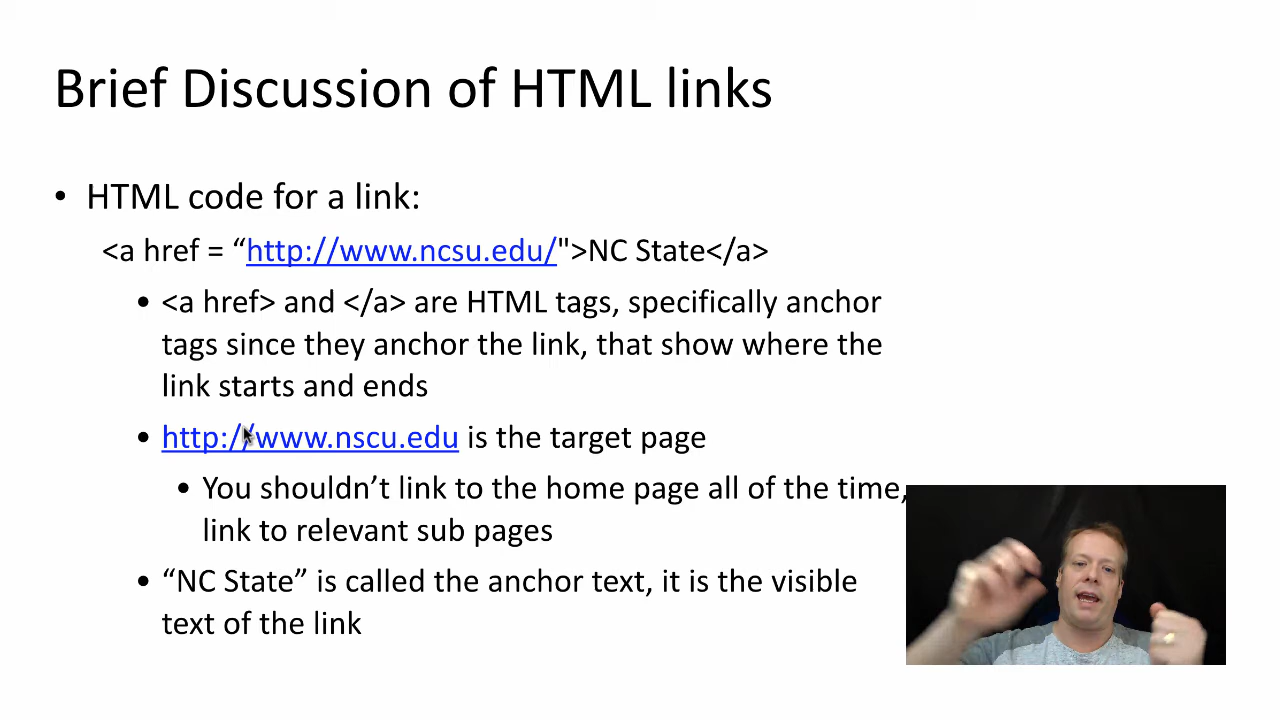 Brief Discussion of HTML links
• HTML code for a link:
<a href = “http://www.ncsu.edu/">NC State</a>
• <a href> and </a> are HTML tags, specifically anchor
tags since they anchor the link, that show where the
link starts and ends
• http://www.nscu.edu is the target page
• You shouldn’t link to the home page all of the time,
link to relevant sub pages
• “NC State” is called the anchor text, it is the visible
text of the link